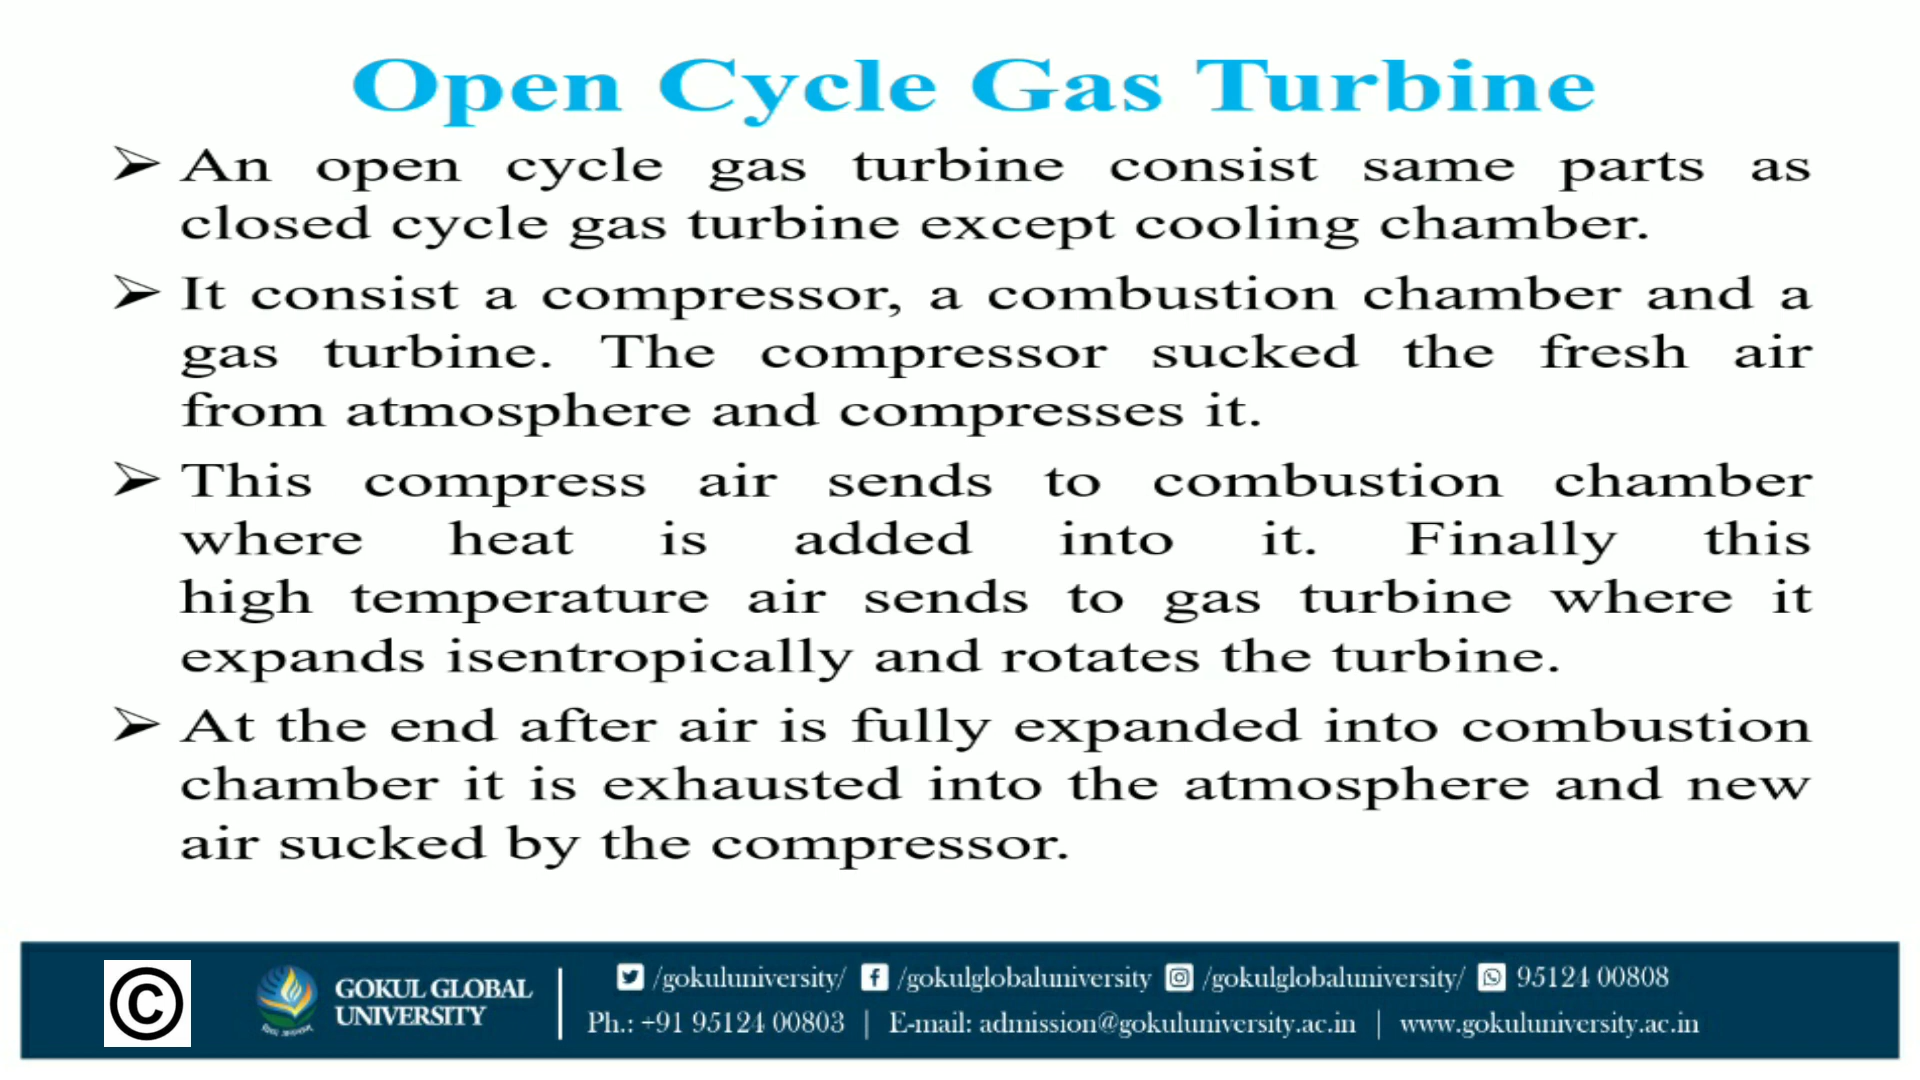 Open Cycle Gas Turbine
➢ An open cycle gas turbine consist same parts as
closed cycle gas turbine except cooling chamber.
➢ It consist a compressor, a combustion chamber and a
gas turbine. The compressor sucked the fresh air
from atmosphere and compresses it.
➢ This compress air sends to combustion chamber
where heat is added into it. Finally this
high temperature air sends to gas turbine where it
expands isentropically and rotates the turbine.
➢ At the end after air is fully expanded into combustion
chamber it is exhausted into the atmosphere and new
air sucked by the compressor.
©
GOKUL GLOBAL
UNIVERSITY
/gokuluniversity/ /gokulglobaluniversity /gokulglobaluniversity/ 95124 00808
Ph.: +91 95124 00803 | E-mail: admission@gokuluniversity.ac.in | www.gokuluniversity.ac.in